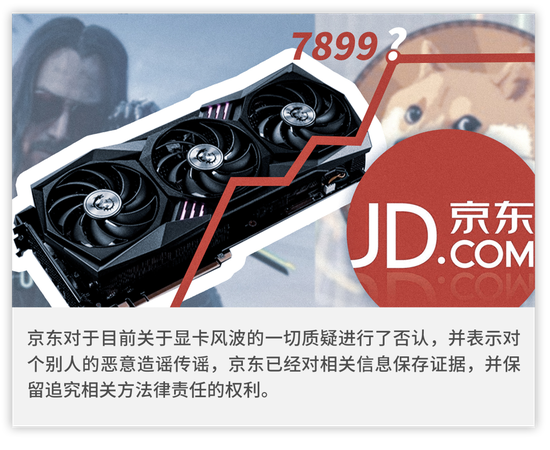 7899?
JD 京东
.COM
京东对于目前关于显卡风波的一切质疑进行了否认，并表示对
个别人的恶意造谣传谣，京东已经对相关信息保存证据，并保
留追究相关方法律责任的权利。